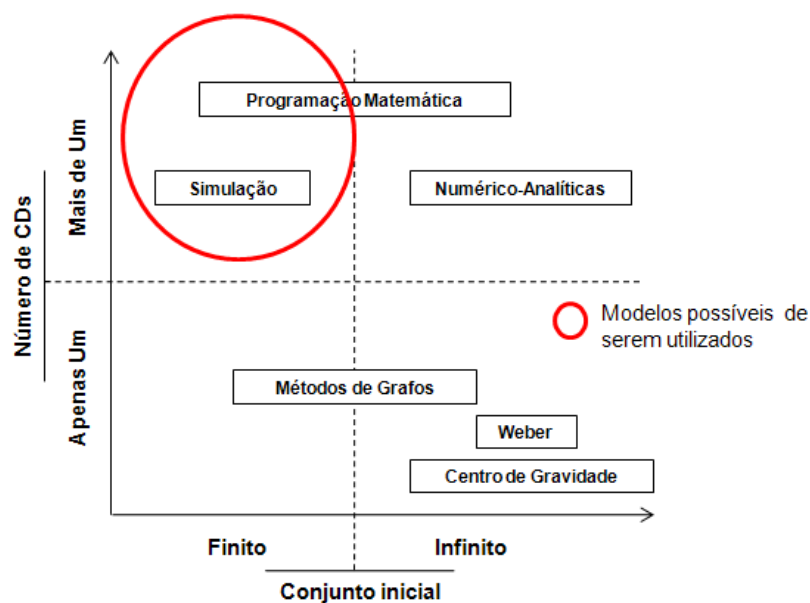 Programação Matemática
Simulação
Numérico-Analíticas
Mais de Um
Número de CDs
Apenas Um
Modelos possíveis de
serem utilizados
Métodos de Grafos
Weber
Centro de Gravidade
Finito
Infinito
Conjunto inicial